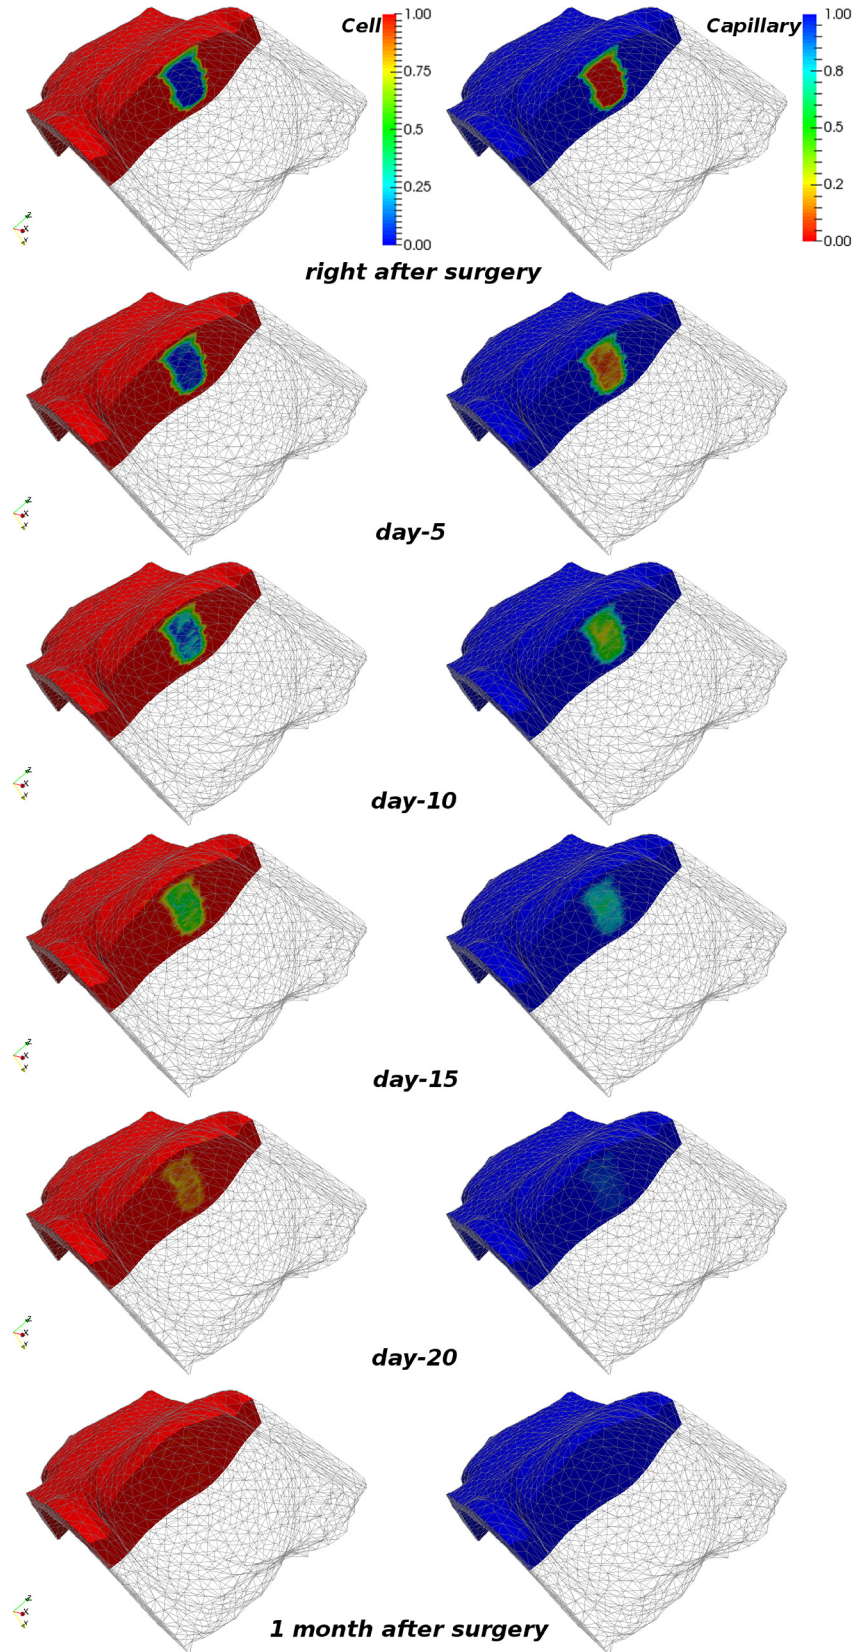 Cell
1.00
0.75
0.50
0.25
0.00
Capillary
1.00
0.8
0.5
0.2
0.00
Z
X
Y
right after surgery
Z
X
Y
day-5
Z
X
Y
day-10
Z
X
Y
day-15
Z
X
Y
day-20
Z
X
Y
1 month after surgery